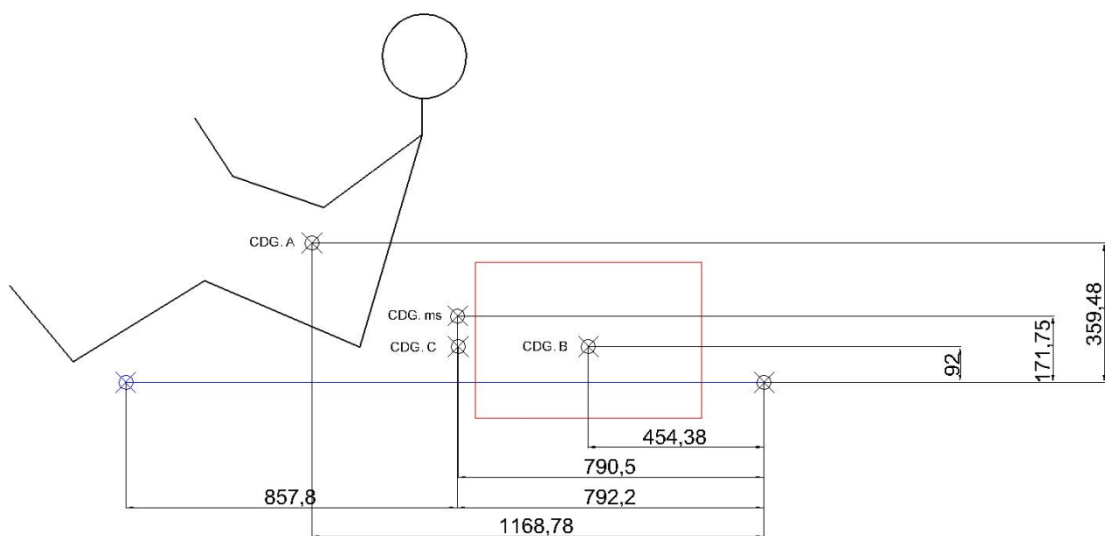 CDG. A
CDG. ms
CDG. C
CDG. B
359,48
171,75
92
454,38
790,5
857,8
792,2
1168,78